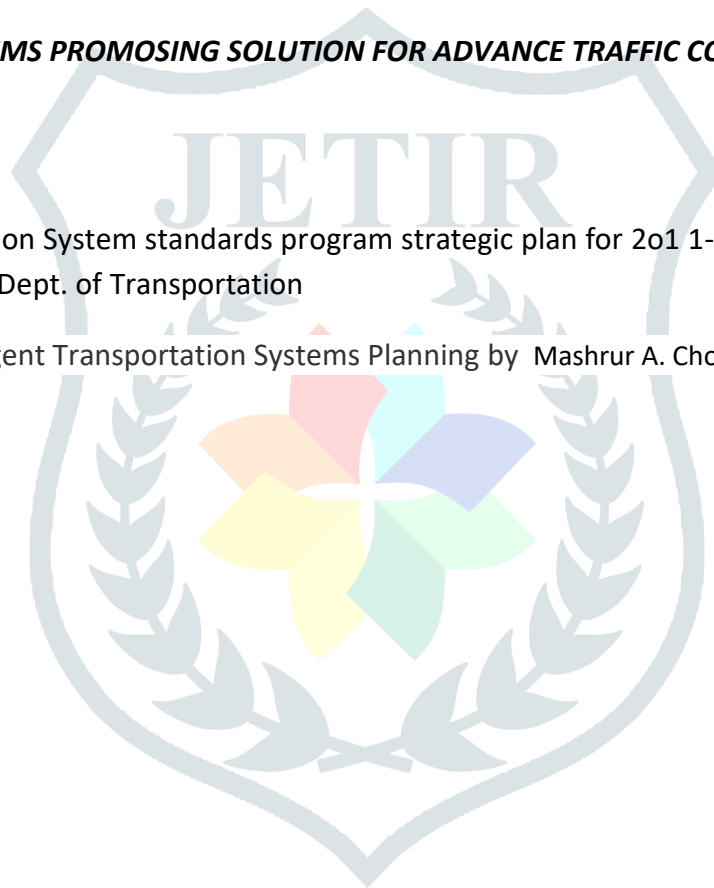 EMS PROMOSING SOLUTION FOR ADVANCE TRAFFIC CO
JETIR
on System standards program strategic plan for 2o1 1-
Dept. of Transportation
gent Transportation Systems Planning by Mashrur A. Cho